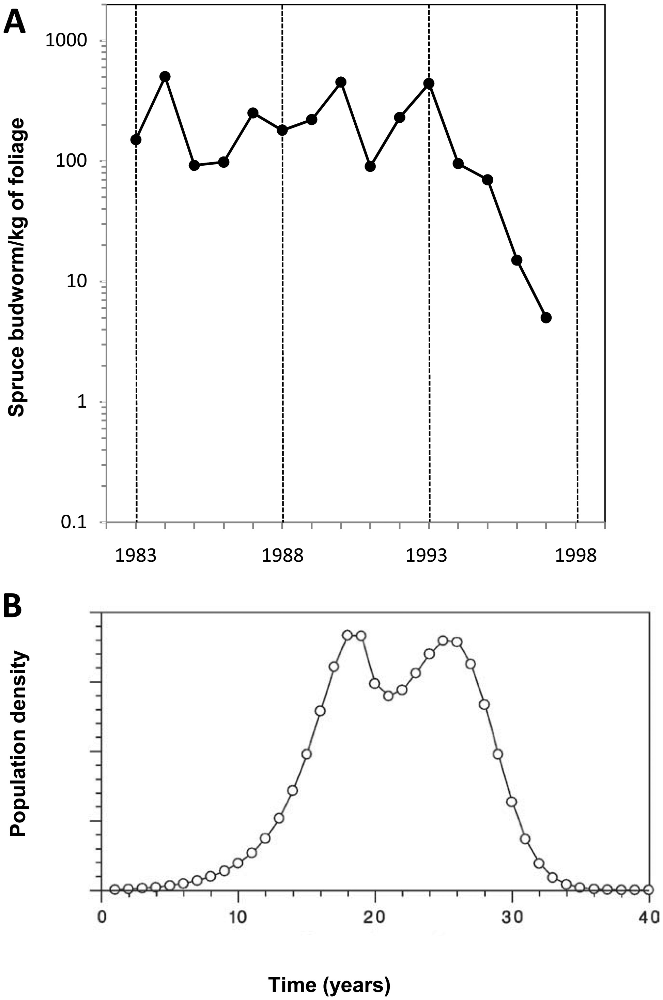 A
1000
100
10
1
0.1
Spruce budworm/kg of foliage
1983 1988 1993 1998
B
Population density
0 10 20 30 40
Time (years)